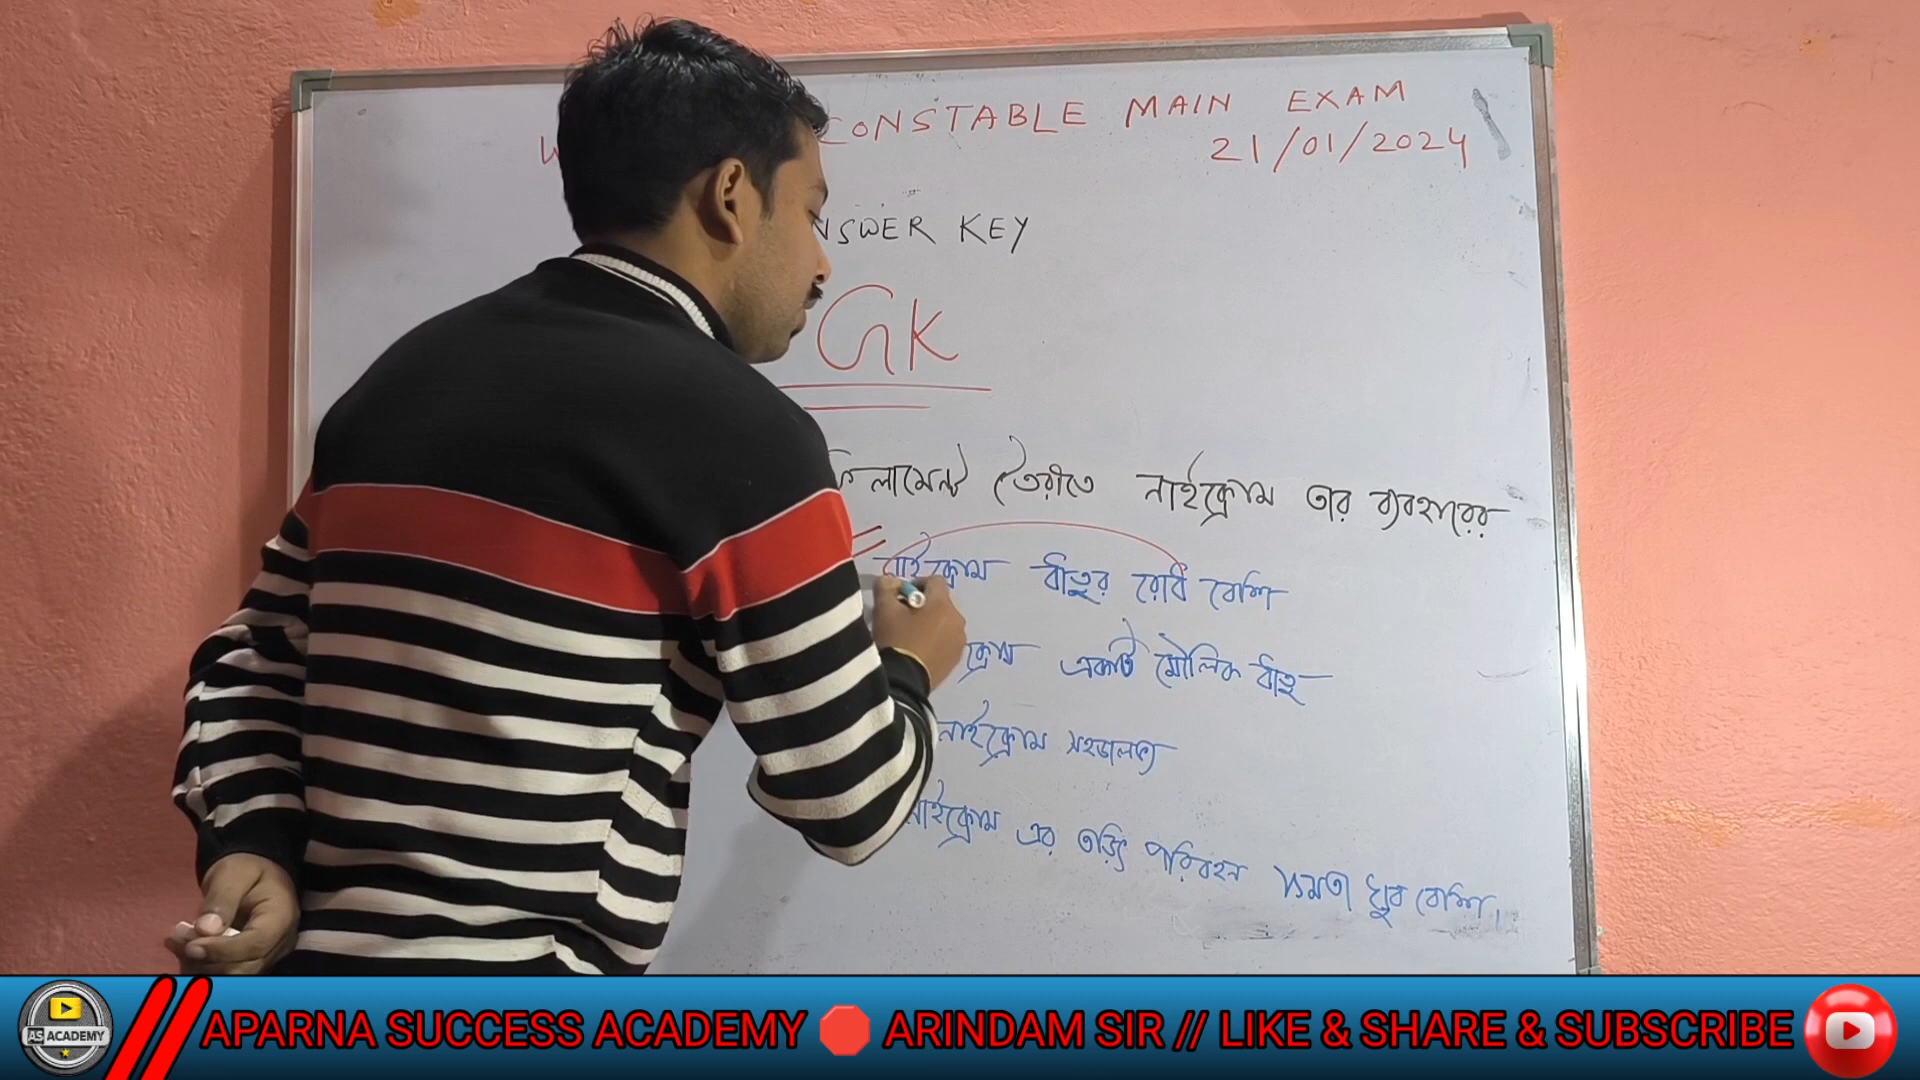 CONSTABLE MAIN EXAM
21/01/2024
NSWER KEY
GK
লামেন্ট তৈরীতে নাইক্রোম তার ব্যবহারের
নাইক্রোম ধাতুর রোধ বেশি
ক্রোম একটি মৌলিক ধাতু
নাইক্রোম সহজলভ্য
নাইক্রোম এর তড়িৎ পরিবহন ক্ষমতা খুব বেশি।
AS ACADEMY
// APARNA SUCCESS ACADEMY 🛑 ARINDAM SIR // LIKE & SHARE & SUBSCRIBE